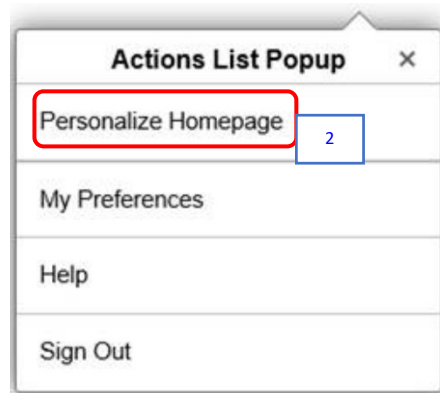 Actions List Popup ×
Personalize Homepage
2
My Preferences
Help
Sign Out